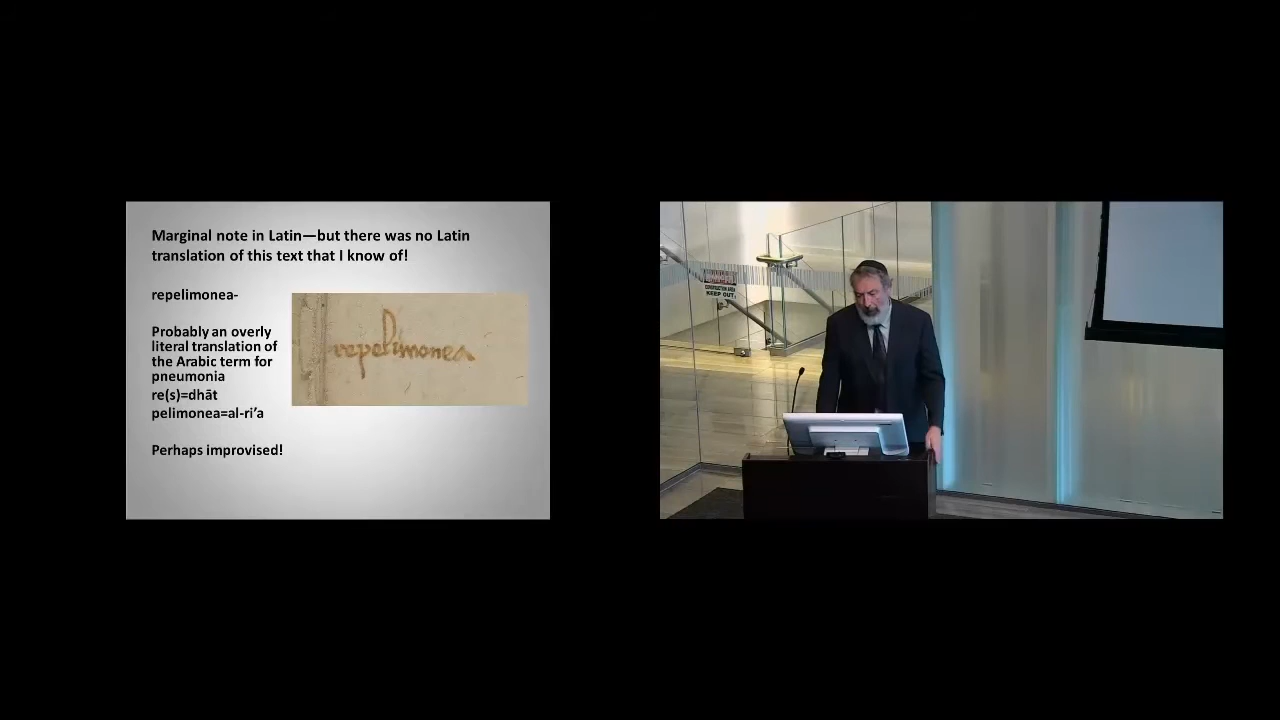 Marginal note in Latin—but there was no Latin
translation of this text that I know of!
repelimonea-
Probably an overly
literal translation of
the Arabic term for
pneumonia
re(s)=dhāt
pelimonea=al-ri’a
Perhaps improvised!
repelimonea
CONSTRUCTION AREA
KEEP OUT